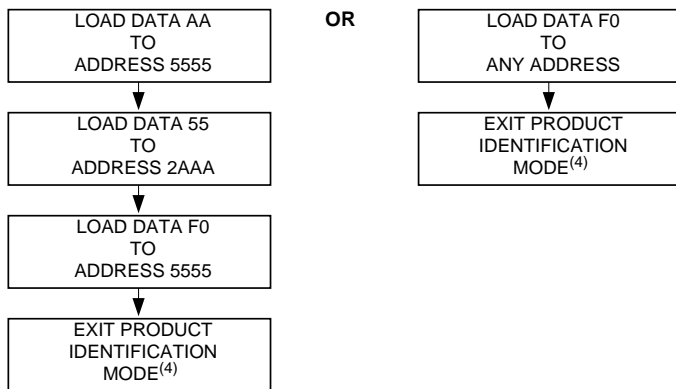 LOAD DATA AA
TO
ADDRESS 5555
LOAD DATA 55
TO
ADDRESS 2AAA
LOAD DATA F0
TO
ADDRESS 5555
EXIT PRODUCT
IDENTIFICATION
MODE(4)
OR
LOAD DATA F0
TO
ANY ADDRESS
EXIT PRODUCT
IDENTIFICATION
MODE(4)